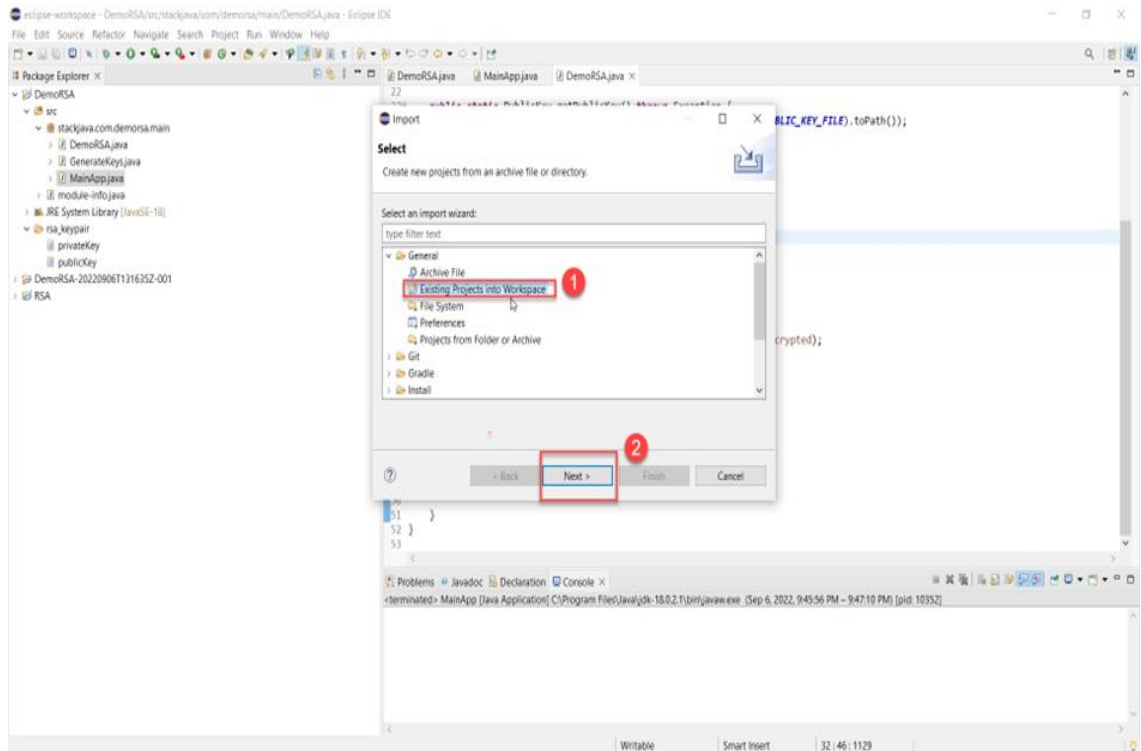 eclipse-workspace - DemoRSA/src/stackjava/com/demorsa/main/DemoRSA.java - Eclipse IDE
File Edit Source Refactor Navigate Search Project Run Window Help
Package Explorer
DemoRSA.java MainApp.java DemoRSA.java
DemoRSA
src
stackjava.com.demorsa.main
DemoRSA.java
GenerateKeys.java
MainApp.java
module-info.java
JRE System Library [JavaSE-18]
rsa_keypair
privateKey
publicKey
DemoRSA-20220906T131635Z-001
RSA
22
BLIC_KEY_FILE).toPath());
crypted);
51 }
52 }
53
Import
Select
Create new projects from an archive file or directory.
Select an import wizard:
type filter text
General
Archive File
Existing Projects into Workspace
1
File System
Preferences
Projects from Folder or Archive
Git
Gradle
Install
2
< Back Next > Finish Cancel
Problems Javadoc Declaration Console
<terminated> MainApp [Java Application] C:\Program Files\Java\jdk-18.0.2.1\bin\javaw.exe (Sep 6, 2022, 9:45:56 PM – 9:47:10 PM) [pid: 10352]
Writable Smart Insert 32 : 46 : 1129